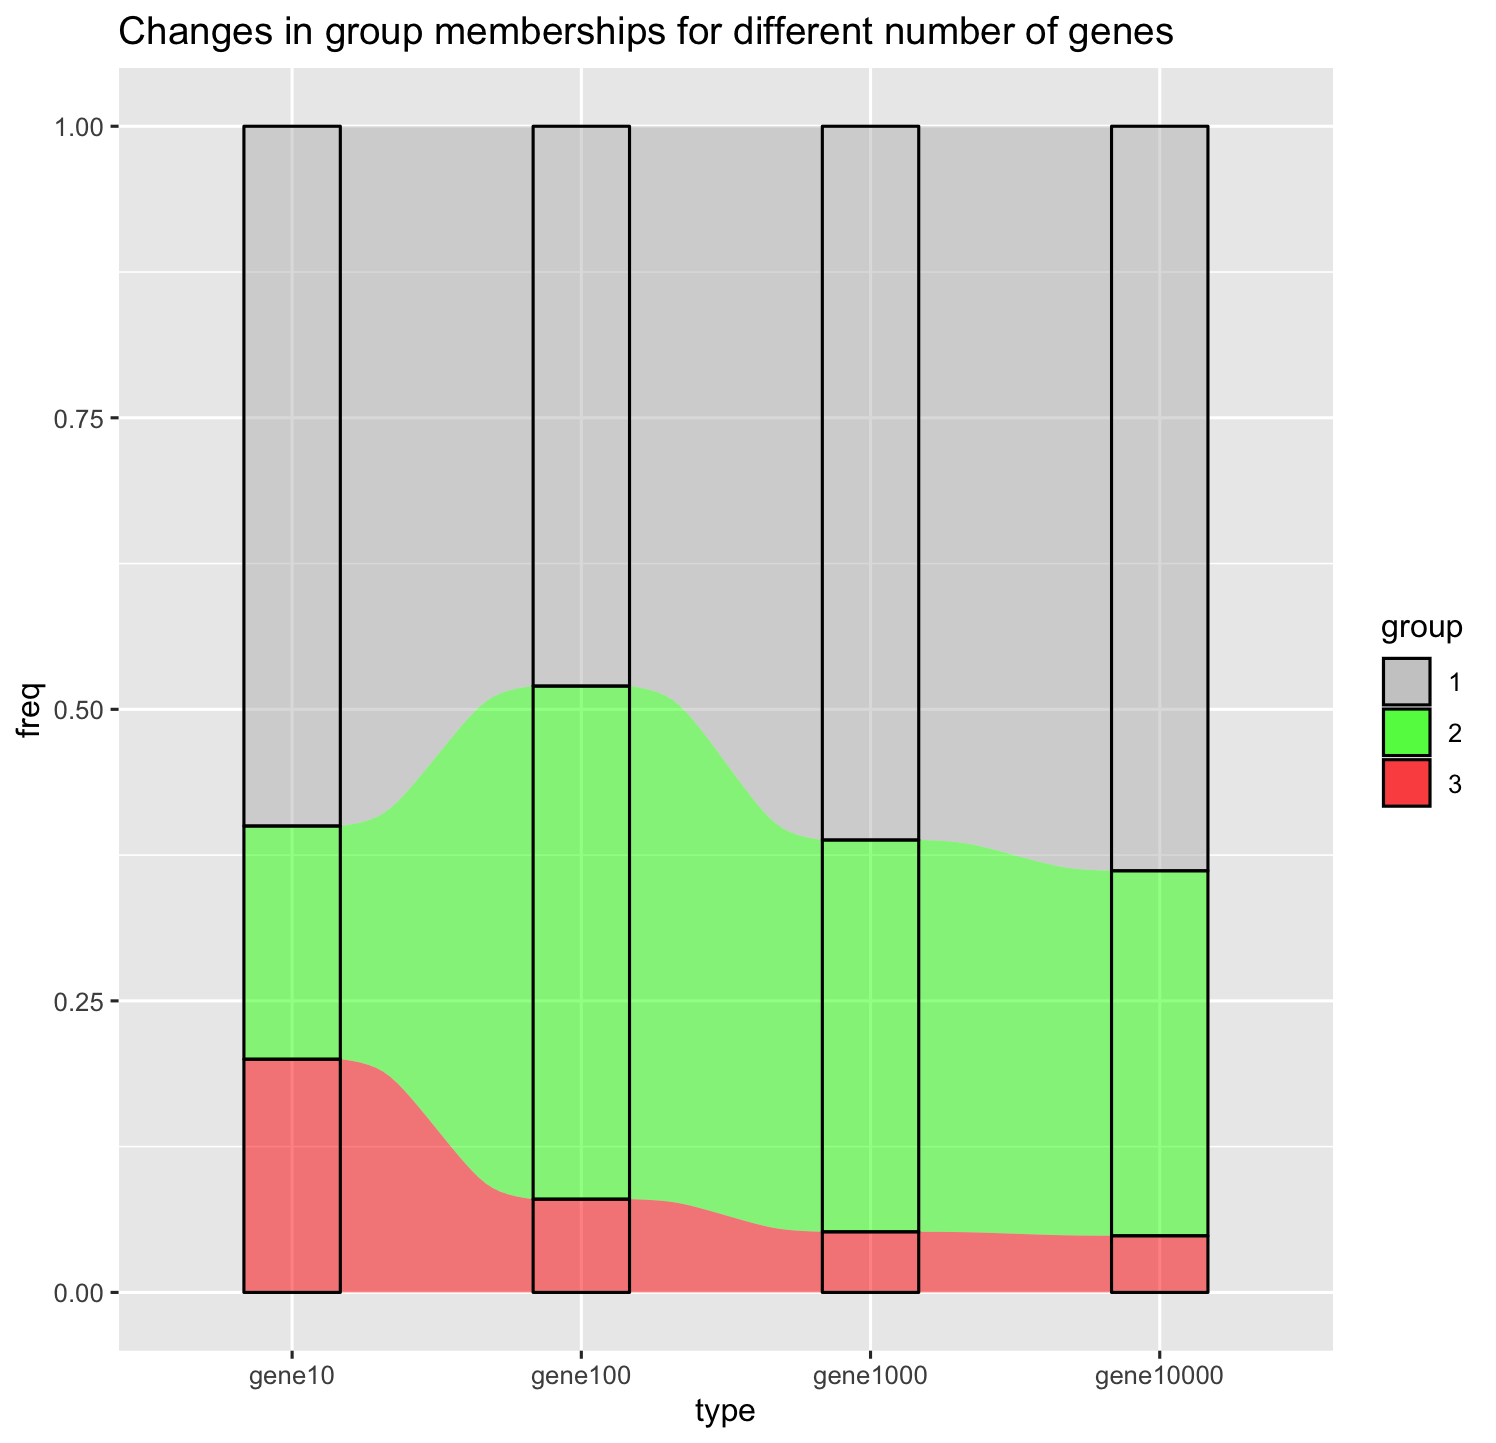 Changes in group memberships for different number of genes
1.00
0.75
0.50
0.25
0.00
freq
gene10
gene100
gene1000
gene10000
type
group
1
2
3